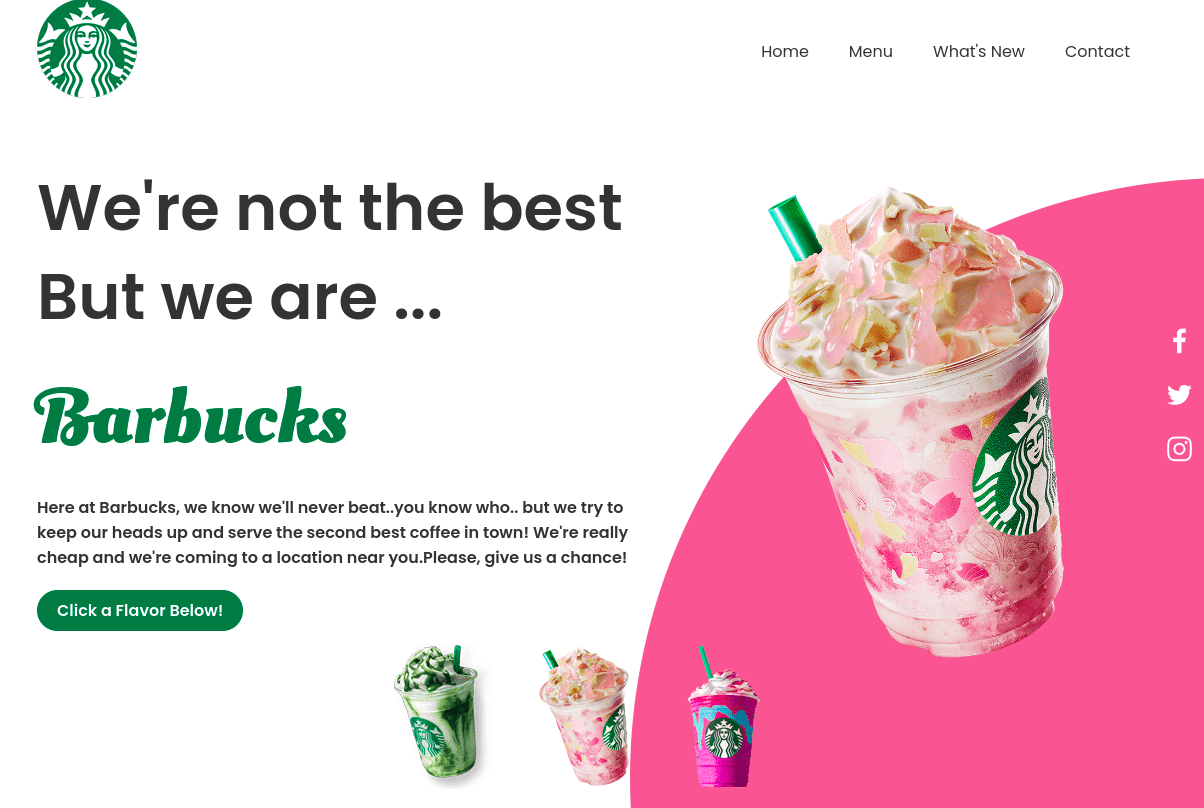 Home Menu What's New Contact
We're not the best
But we are ...
Barbucks
Here at Barbucks, we know we'll never beat..you know who.. but we try to
keep our heads up and serve the second best coffee in town! We're really
cheap and we're coming to a location near you.Please, give us a chance!
Click a Flavor Below!